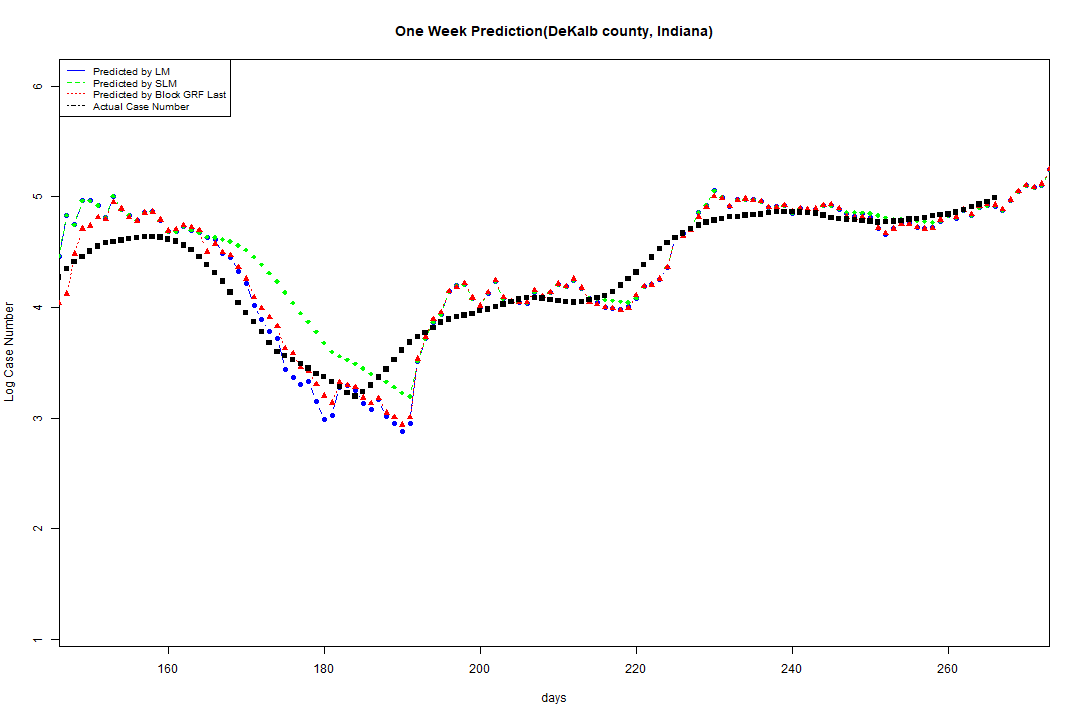 One Week Prediction(DeKalb county, Indiana)
Predicted by LM
Predicted by SLM
Predicted by Block GRF Last
Actual Case Number
Log Case Number
6
5
4
3
2
1
160 180 200 220 240 260
days